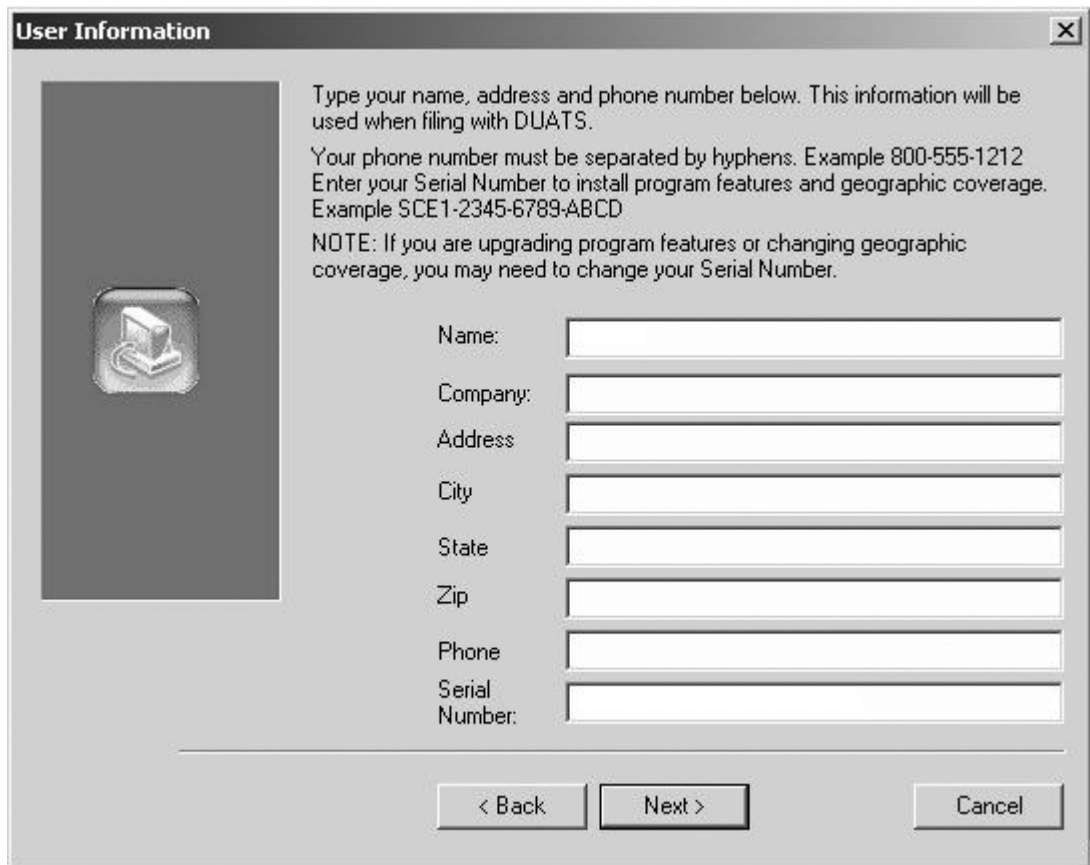 User Information
Type your name, address and phone number below. This information will be
used when filing with DUATS.
Your phone number must be separated by hyphens. Example 800-555-1212
Enter your Serial Number to install program features and geographic coverage.
Example SCE1-2345-6789-ABCD
NOTE: If you are upgrading program features or changing geographic
coverage, you may need to change your Serial Number.
Name:
Company:
Address
City
State
Zip
Phone
Serial
Number:
< Back
Next >
Cancel